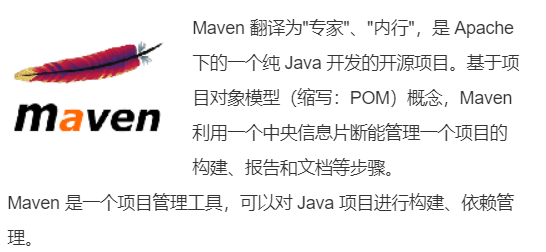 Maven 翻译为"专家"、"内行"，是 Apache
下的一个纯 Java 开发的开源项目。基于项
目对象模型（缩写：POM）概念，Maven
利用一个中央信息片断能管理一个项目的
构建、报告和文档等步骤。
maven
Maven 是一个项目管理工具，可以对 Java 项目进行构建、依赖管
理。